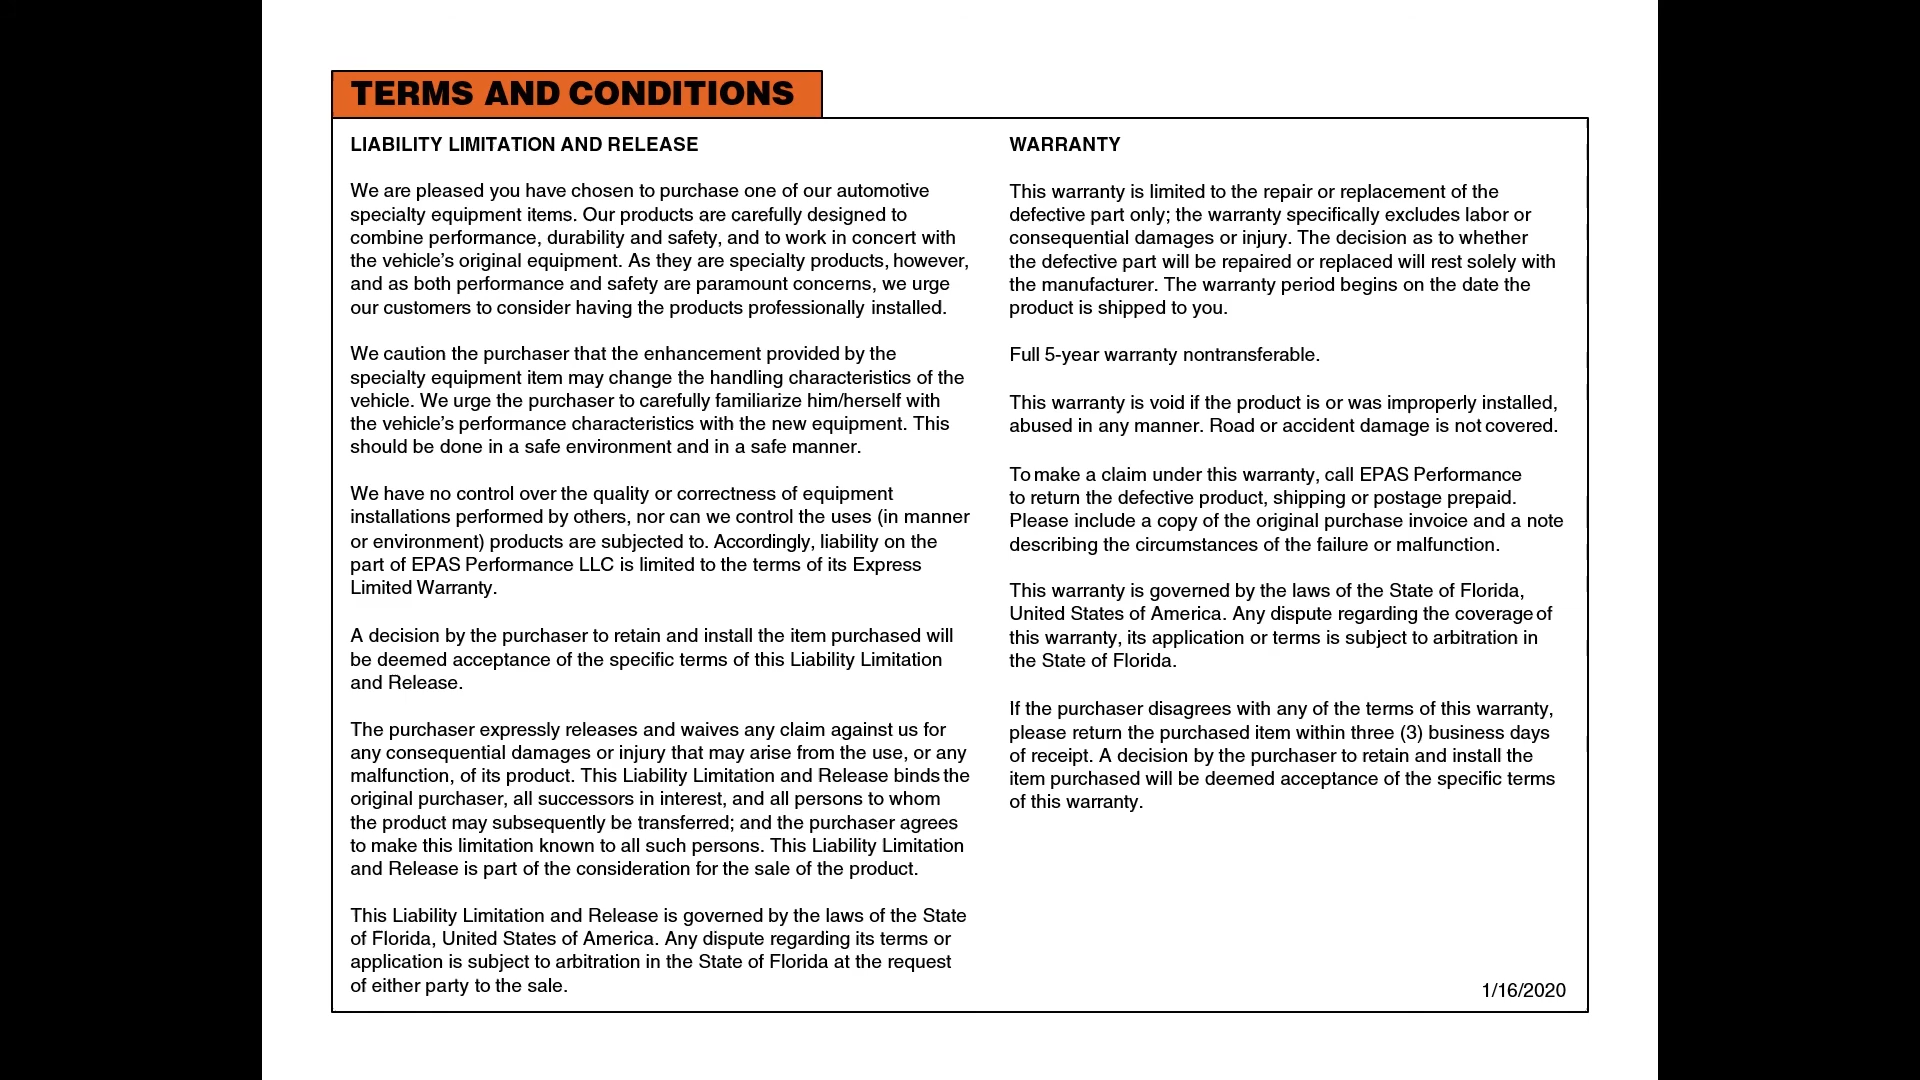 TERMS AND CONDITIONS
LIABILITY LIMITATION AND RELEASE
We are pleased you have chosen to purchase one of our automotive
specialty equipment items. Our products are carefully designed to
combine performance, durability and safety, and to work in concert with
the vehicle's original equipment. As they are specialty products, however,
and as both performance and safety are paramount concerns, we urge
our customers to consider having the products professionally installed.
We caution the purchaser that the enhancement provided by the
specialty equipment item may change the handling characteristics of the
vehicle. We urge the purchaser to carefully familiarize him/herself with
the vehicle's performance characteristics with the new equipment. This
should be done in a safe environment and in a safe manner.
We have no control over the quality or correctness of equipment
installations performed by others, nor can we control the uses (in manner
or environment) products are subjected to. Accordingly, liability on the
part of EPAS Performance LLC is limited to the terms of its Express
Limited Warranty.
A decision by the purchaser to retain and install the item purchased will
be deemed acceptance of the specific terms of this Liability Limitation
and Release.
The purchaser expressly releases and waives any claim against us for
any consequential damages or injury that may arise from the use, or any
malfunction, of its product. This Liability Limitation and Release binds the
original purchaser, all successors in interest, and all persons to whom
the product may subsequently be transferred; and the purchaser agrees
to make this limitation known to all such persons. This Liability Limitation
and Release is part of the consideration for the sale of the product.
This Liability Limitation and Release is governed by the laws of the State
of Florida, United States of America. Any dispute regarding its terms or
application is subject to arbitration in the State of Florida at the request
of either party to the sale.
WARRANTY
This warranty is limited to the repair or replacement of the
defective part only; the warranty specifically excludes labor or
consequential damages or injury. The decision as to whether
the defective part will be repaired or replaced will rest solely with
the manufacturer. The warranty period begins on the date the
product is shipped to you.
Full 5-year warranty nontransferable.
This warranty is void if the product is or was improperly installed,
abused in any manner. Road or accident damage is not covered.
To make a claim under this warranty, call EPAS Performance
to return the defective product, shipping or postage prepaid.
Please include a copy of the original purchase invoice and a note
describing the circumstances of the failure or malfunction.
This warranty is governed by the laws of the State of Florida,
United States of America. Any dispute regarding the coverage of
this warranty, its application or terms is subject to arbitration in
the State of Florida.
If the purchaser disagrees with any of the terms of this warranty,
please return the purchased item within three (3) business days
of receipt. A decision by the purchaser to retain and install the
item purchased will be deemed acceptance of the specific terms
of this warranty.
1/16/2020